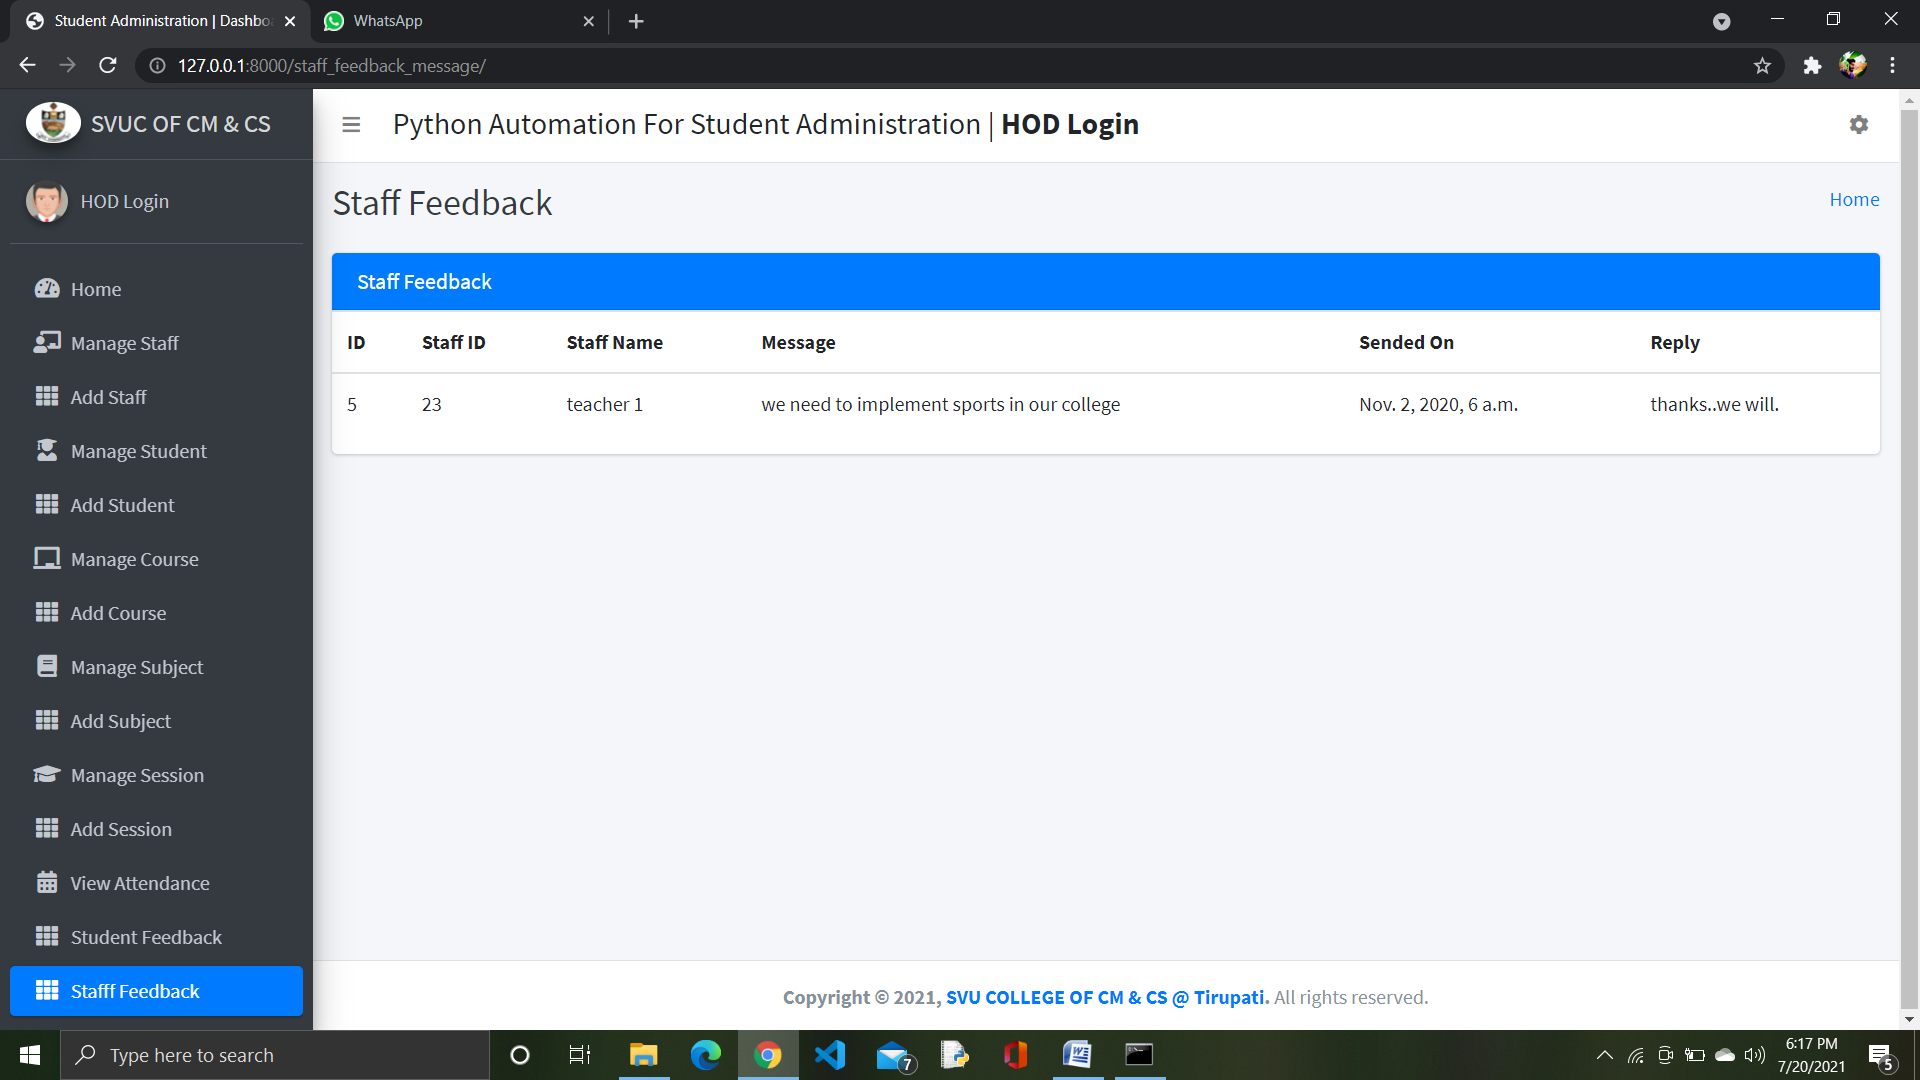 Student Administration | Dashbo
WhatsApp
127.0.0.1:8000/staff_feedback_message/
SVUC OF CM & CS
Python Automation For Student Administration | HOD Login
HOD Login
Staff Feedback
Home
Home
Manage Staff
Add Staff
Manage Student
Add Student
Manage Course
Add Course
Manage Subject
Add Subject
Manage Session
Add Session
View Attendance
Student Feedback
Stafff Feedback
Staff Feedback
ID Staff ID Staff Name Message Sended On Reply
5 23 teacher 1 we need to implement sports in our college Nov. 2, 2020, 6 a.m. thanks..we will.
Copyright © 2021, SVU COLLEGE OF CM & CS @ Tirupati. All rights reserved.
Type here to search
7
6:17 PM
7/20/2021
5